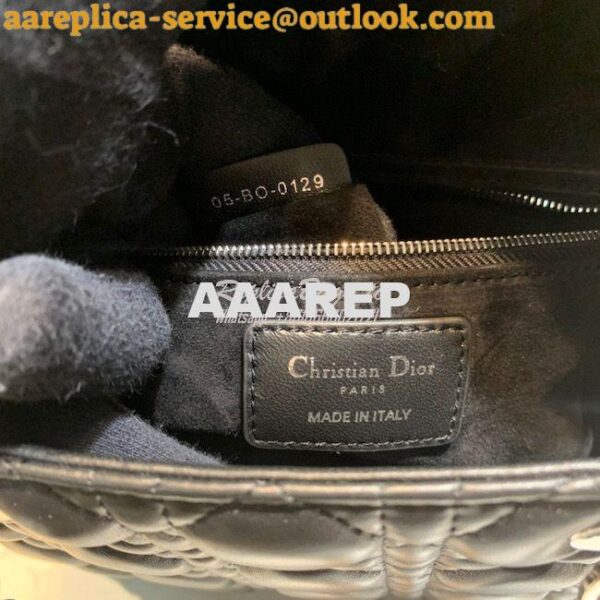 aareplica-service@outlook.com
05-BO-0129
AAAREP
Christian Dior
PARIS
MADE IN ITALY